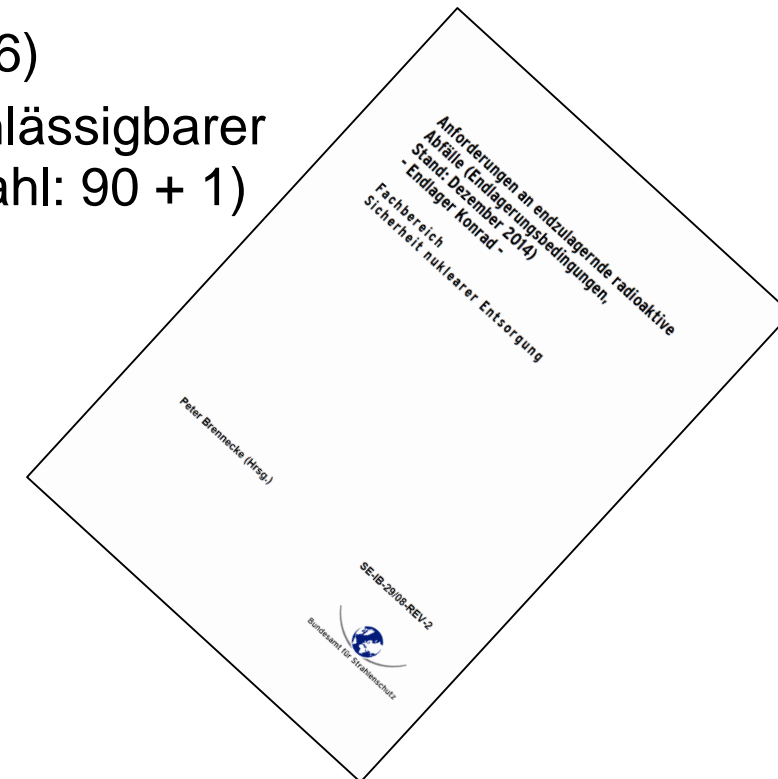 6)
nlässigbarer
ahl: 90 + 1)
Anforderungen an endzulagernde radioaktive
Abfälle (Endlagerungsbedingungen,
Stand: Dezember 2014)
- Endlager Konrad -
Fachbereich
Sicherheit nuklearer Entsorgung
Peter Brennecke (Hrsg.)
SE-IB-29/08-REV-2
Bundesamt für Strahlenschutz